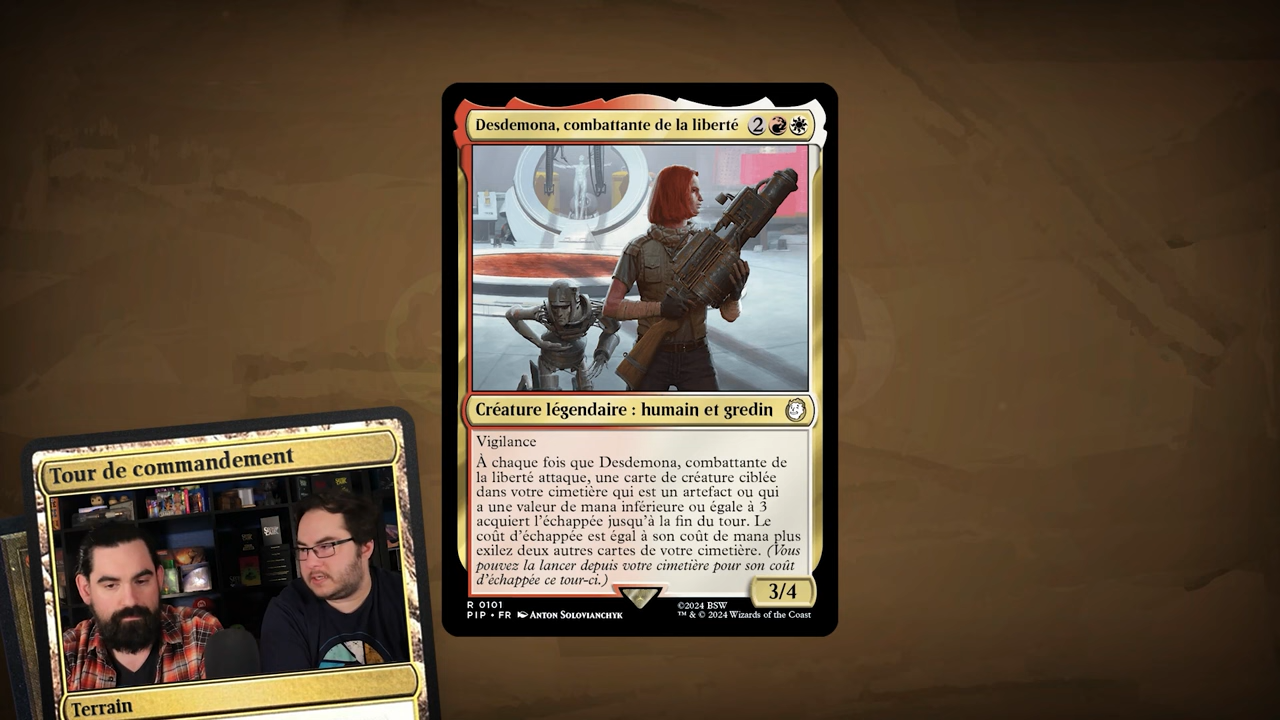 Desdemona, combattante de la liberté 2
Créature légendaire : humain et gredin
Vigilance
À chaque fois que Desdemona, combattante de
la liberté attaque, une carte de créature ciblée
dans votre cimetière qui est un artefact ou qui
a une valeur de mana inférieure ou égale à 3
acquiert l'échappée jusqu'à la fin du tour. Le
coût d'échappée est égal à son coût de mana plus
exilez deux autres cartes de votre cimetière. (Vous
pouvez la lancer depuis votre cimetière pour son coût
d'échappée ce tour-ci.)
3/4
R 0101
PIP • FR Anton Solovianchyk
©2024 BSW
™ & © 2024 Wizards of the Coast
Tour de commandement
Terrain